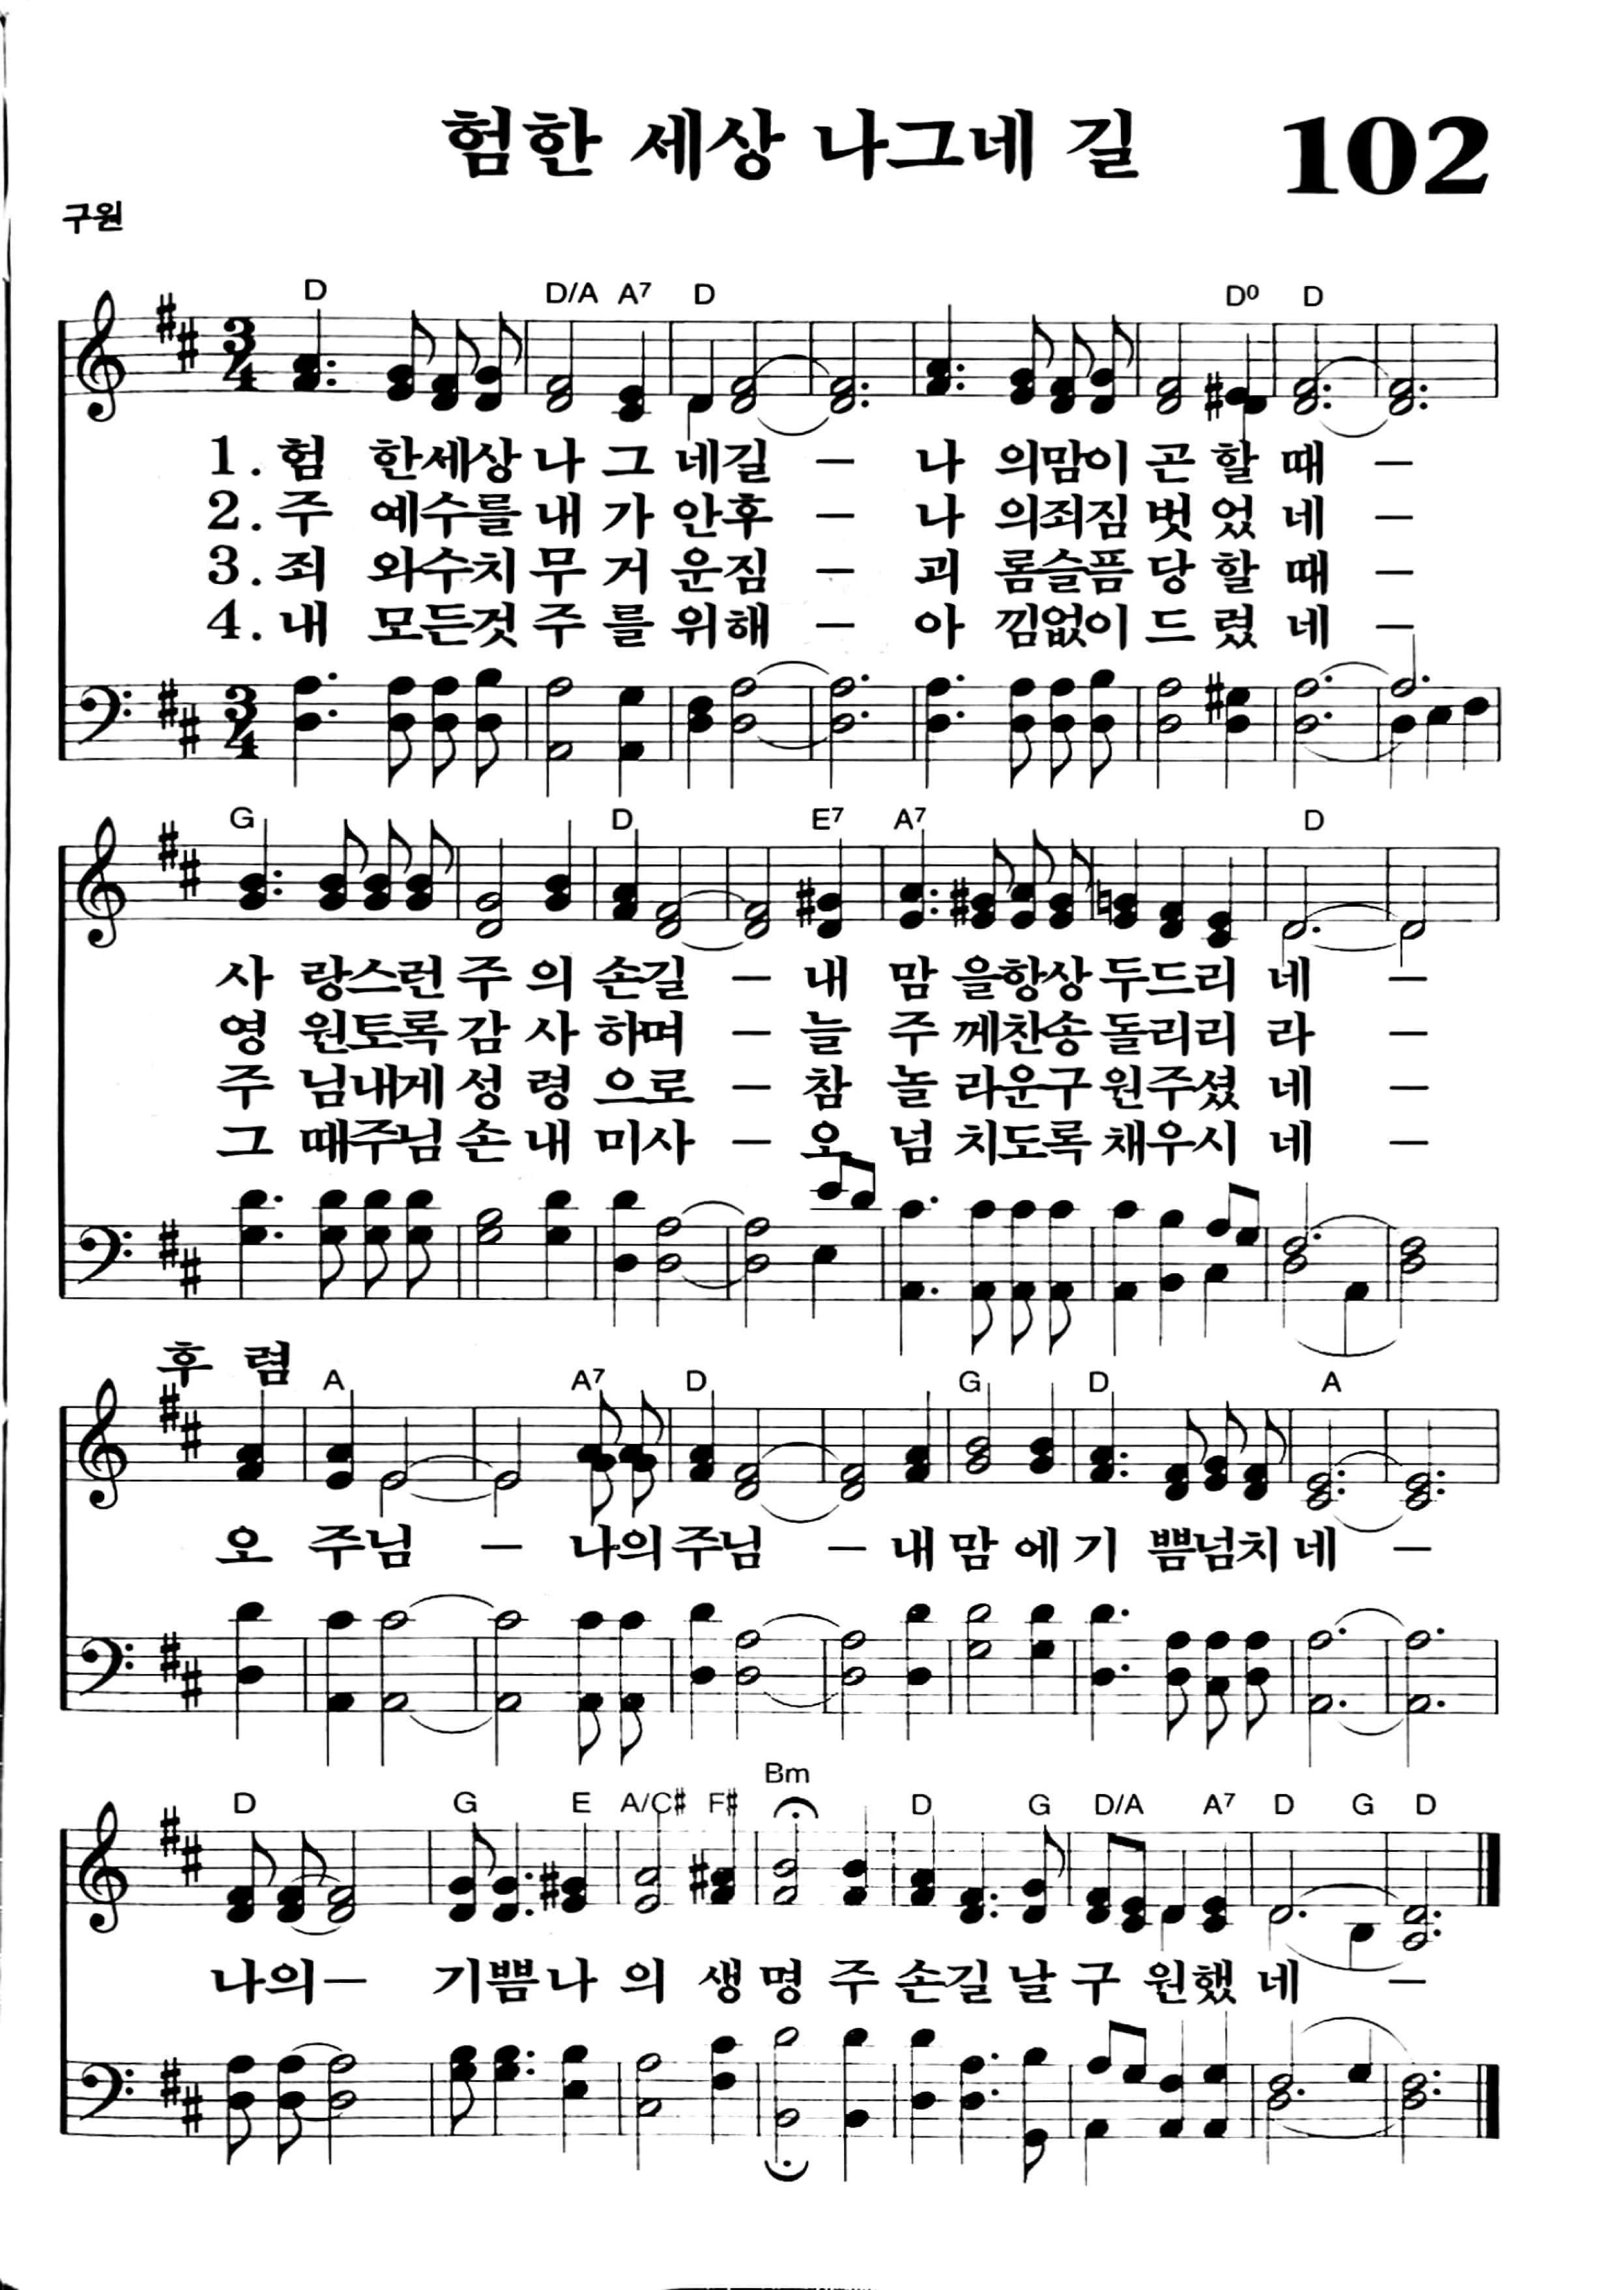 험한 세상 나그네 길 102
구원
D D/A A7 D D0 D
3 4
1. 험 한세상 나 그 네길 – 나 의맘이 곤 할 때 –
2. 주 예수를 내 가 안후 – 나 의죄짐 벗 었 네 –
3. 죄 와수치 무 거 운짐 – 괴 롬슬픔 당 할 때 –
4. 내 모든것 주 를 위해 – 아 낌없이 드 렸 네 –
3 4
G D E7 A7 D
사 랑스런 주 의 손길 – 내 맘 을항상 두드리 네 –
영 원토록 감 사 하며 – 늘 주 께찬송 돌리리 라 –
주 님내게 성 령 으로 – 참 놀 라운구 원주셨 네 –
그 때주님 손 내 미사 – 오 넘 치도록 채우시 네 –
후 렴
A A7 D G D A
오 주님 – 나의주님 – 내 맘 에 기 쁨넘치 네 –
D G E A/C♯ F♯ Bm D G D/A A7 D G D
나의– 기쁨나 의 생 명 주 손길 날 구 원했 네 –